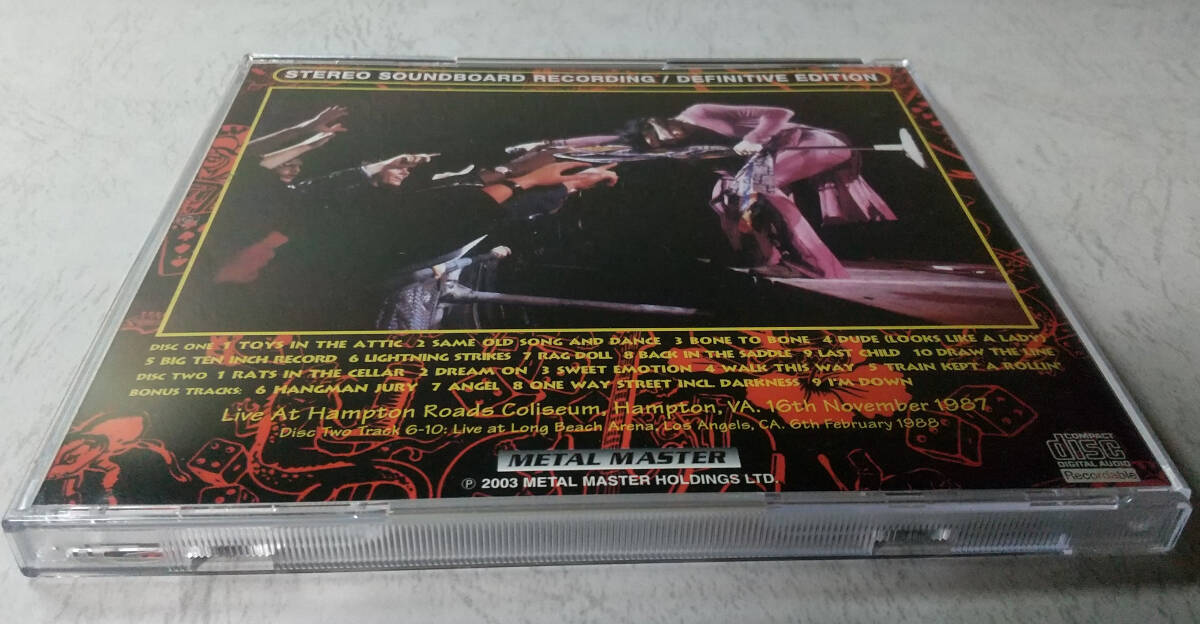 STEREO SOUNDBOARD RECORDING / DEFINITIVE EDITION
DISC ONE 1 TOYS IN THE ATTIC 2 SAME OLD SONG AND DANCE 3 BONE TO BONE 4 DUDE (LOOKS LIKE A LADY)
5 BIG TEN INCH RECORD 6 LIGHTNING STRIKES 7 RAG DOLL 8 BACK IN THE SADDLE 9 LAST CHILD 10 DRAW THE LINE
DISC TWO 1 RATS IN THE CELLAR 2 DREAM ON 3 SWEET EMOTION 4 WALK THIS WAY 5 TRAIN KEPT A ROLLIN'
BONUS TRACKS: 6 HANGMAN JURY 7 ANGEL 8 ONE WAY STREET INCL. DARKNESS 9 I'M DOWN
Live At Hampton Roads Coliseum, Hampton, VA. 16th November 1987
Disc Two Track 6-10: Live at Long Beach Arena, Los Angels, CA. 6th February 1988
METAL MASTER
℗ 2003 METAL MASTER HOLDINGS LTD.
COMPACT
disc
DIGITAL AUDIO
Recordable